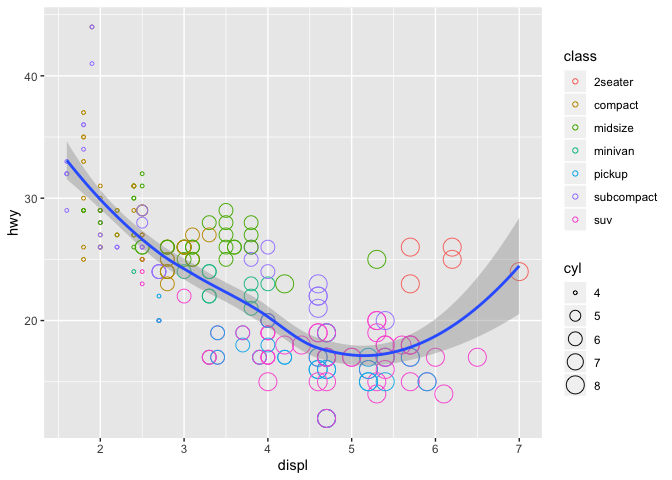 40
30
20
hwy
2 3 4 5 6 7
displ
class
2seater
compact
midsize
minivan
pickup
subcompact
suv
cyl
4
5
6
7
8